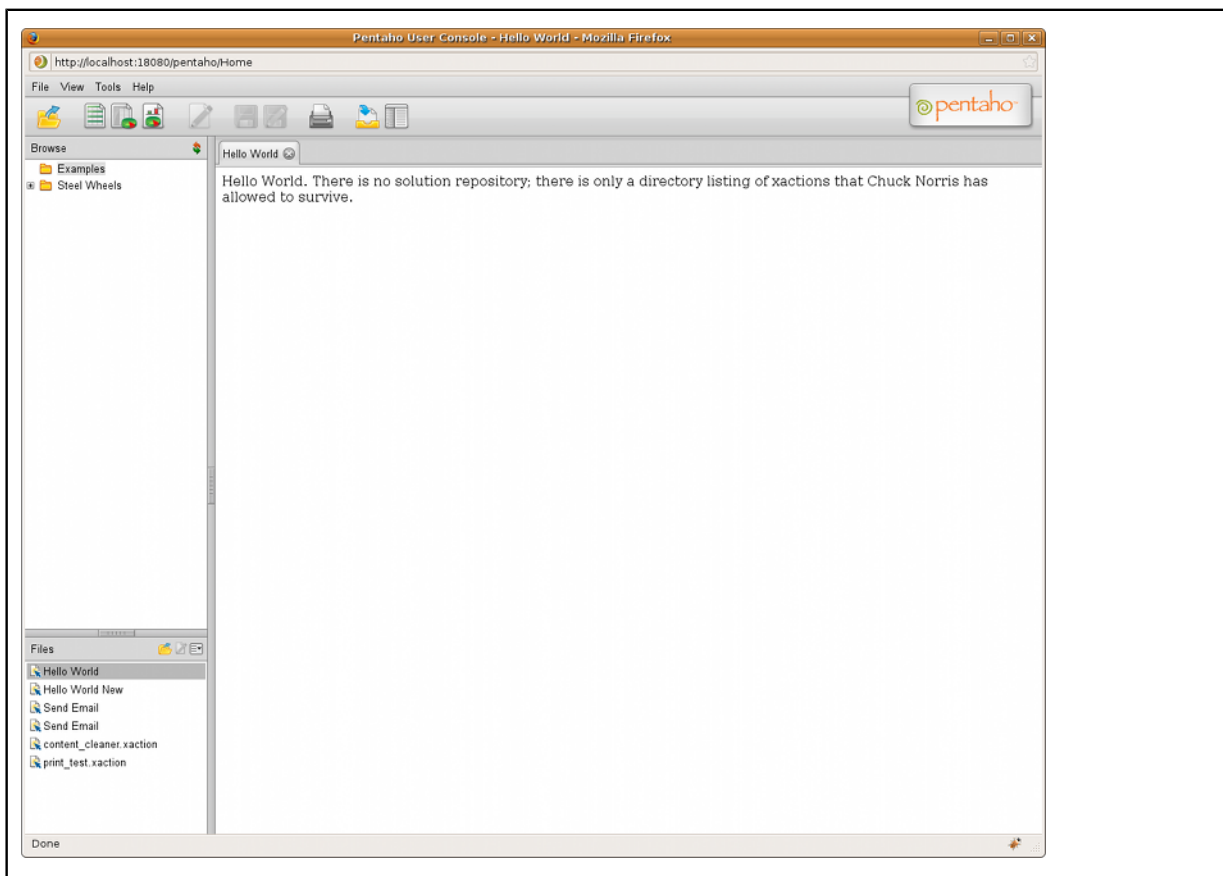 Pentaho User Console - Hello World - Mozilla Firefox
http://localhost:18080/pentaho/Home
File View Tools Help
pentaho
Browse
Examples
Steel Wheels
Hello World
Hello World. There is no solution repository; there is only a directory listing of xactions that Chuck Norris has
allowed to survive.
Files
Hello World
Hello World New
Send Email
Send Email
content_cleaner.xaction
print_test.xaction
Done